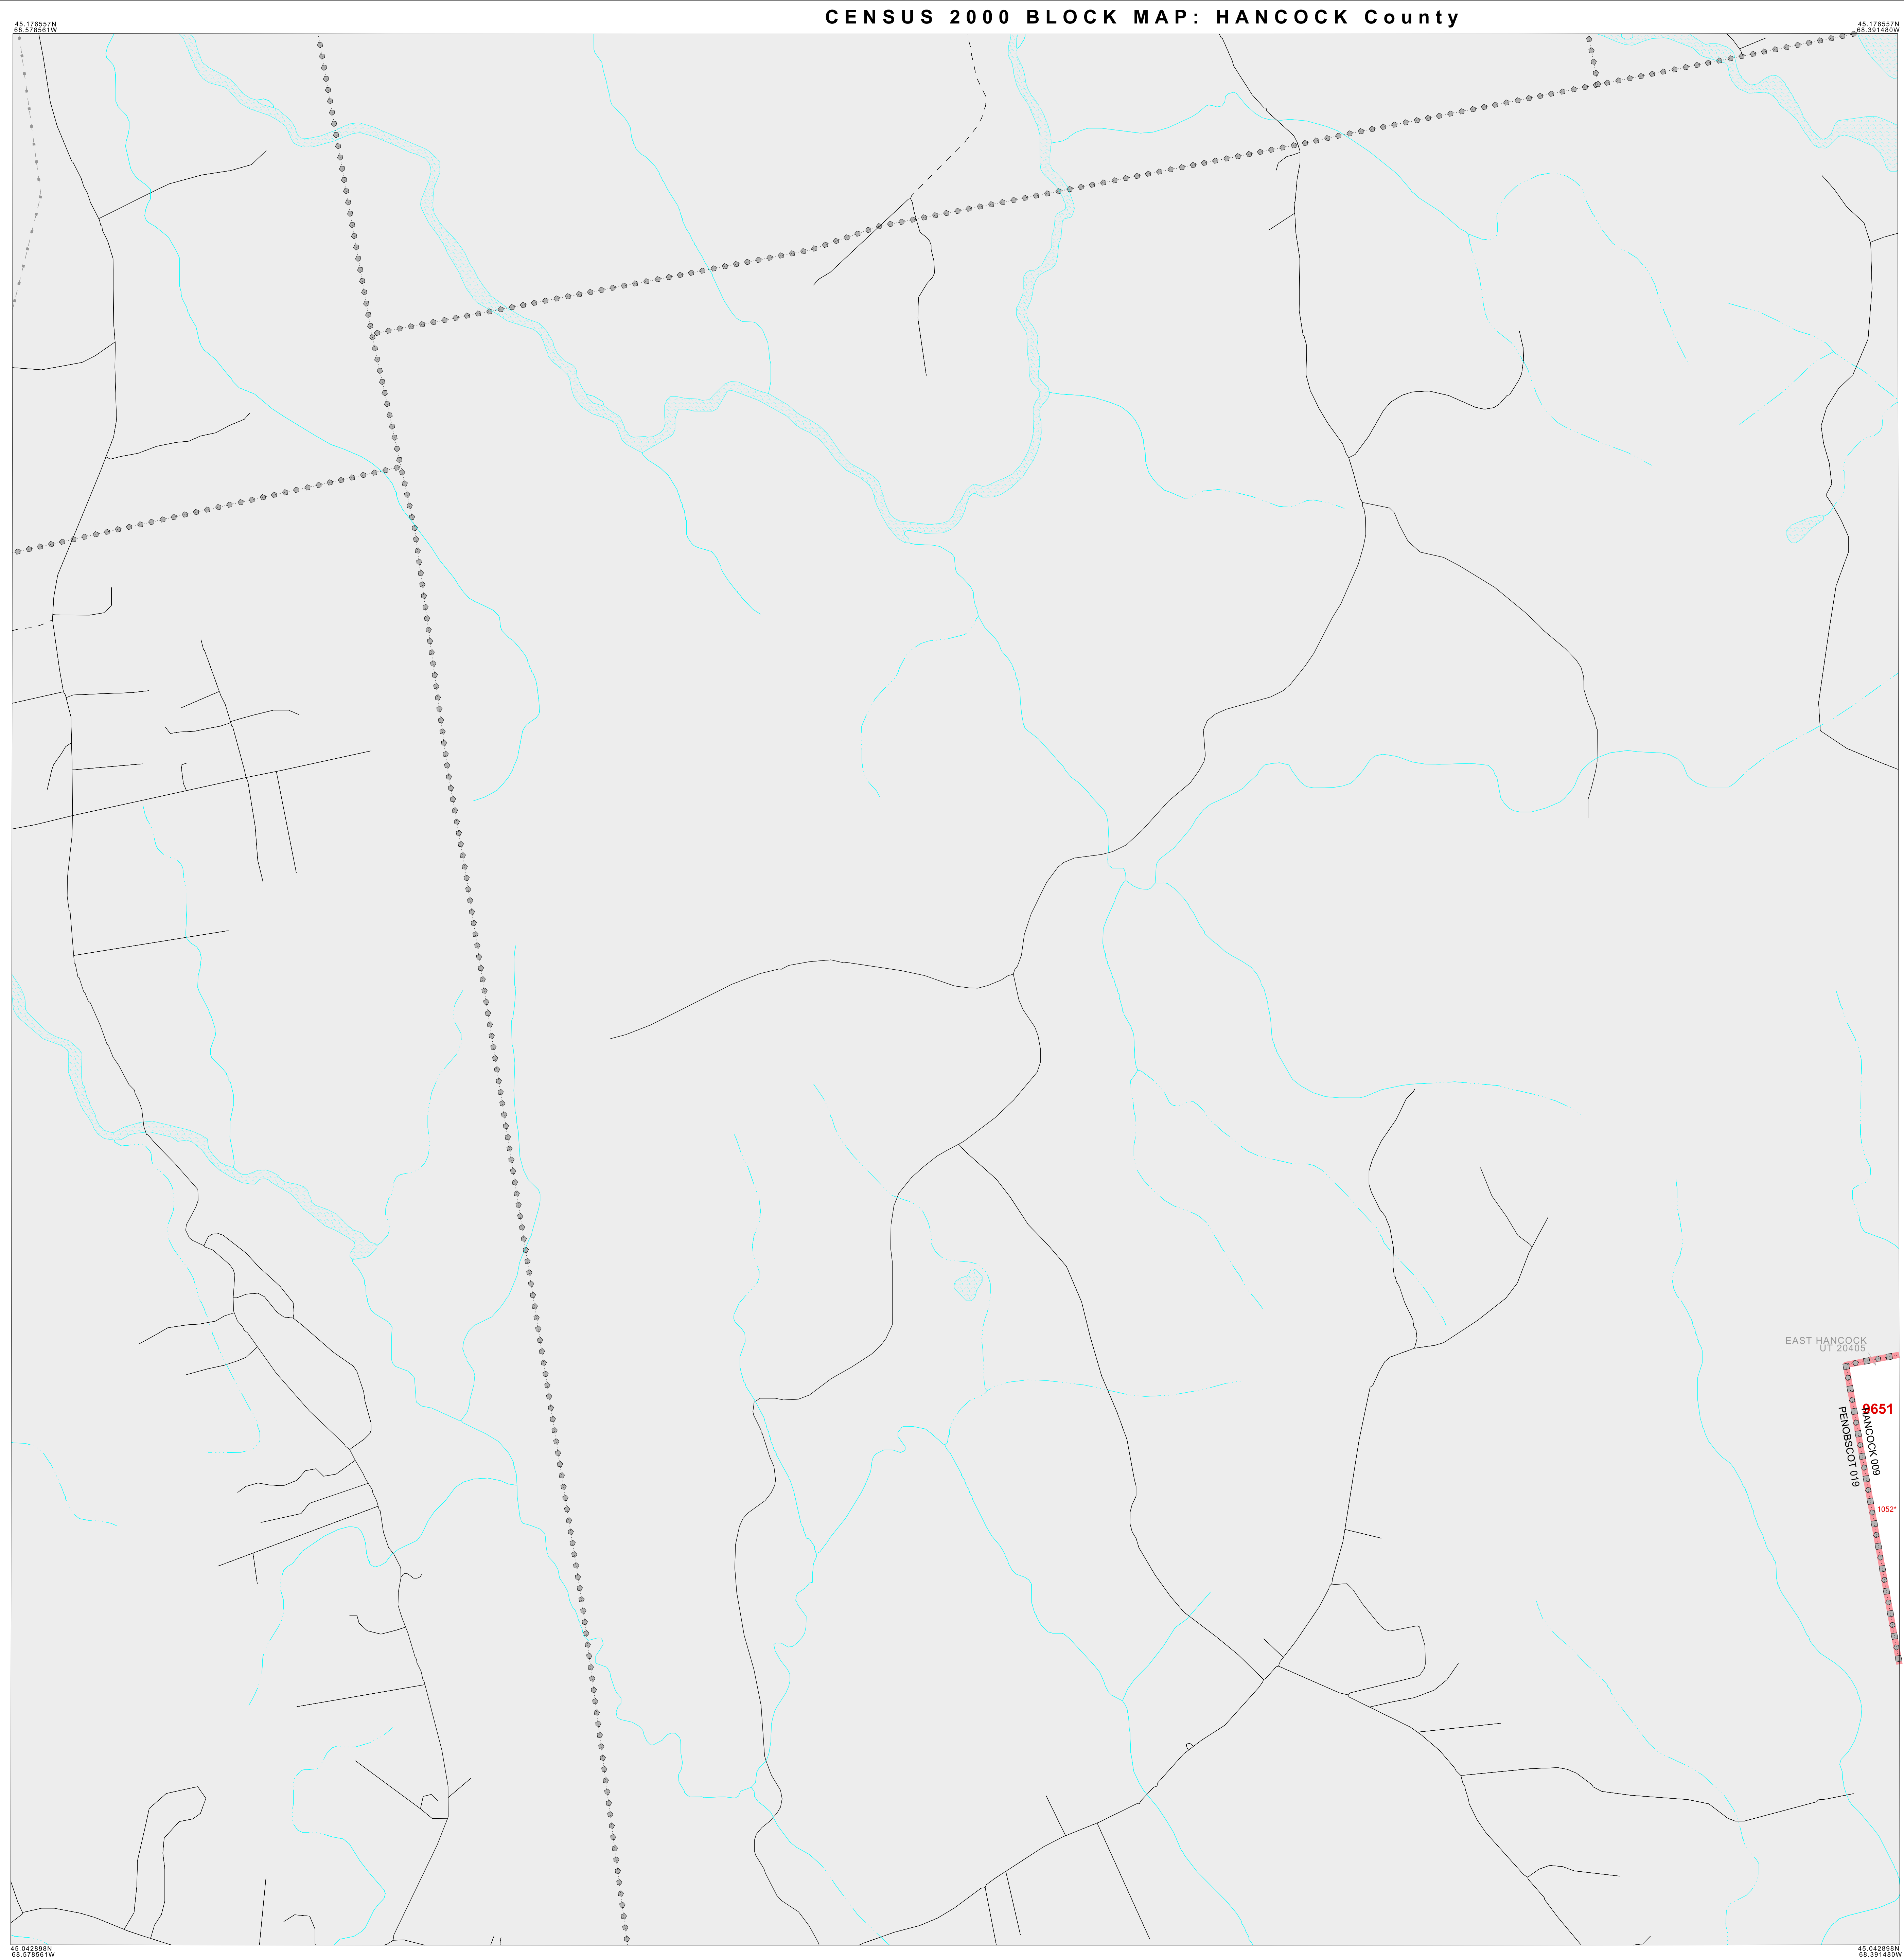 CENSUS 2000 BLOCK MAP: HANCOCK County
45.176557N
68.578561W
45.176557N
68.391480W
EAST HANCOCK
UT 20405
9651
HANCOCK 009
PENOBSCOT 019
1052*
45.042898N
68.578561W
45.042898N
68.391480W